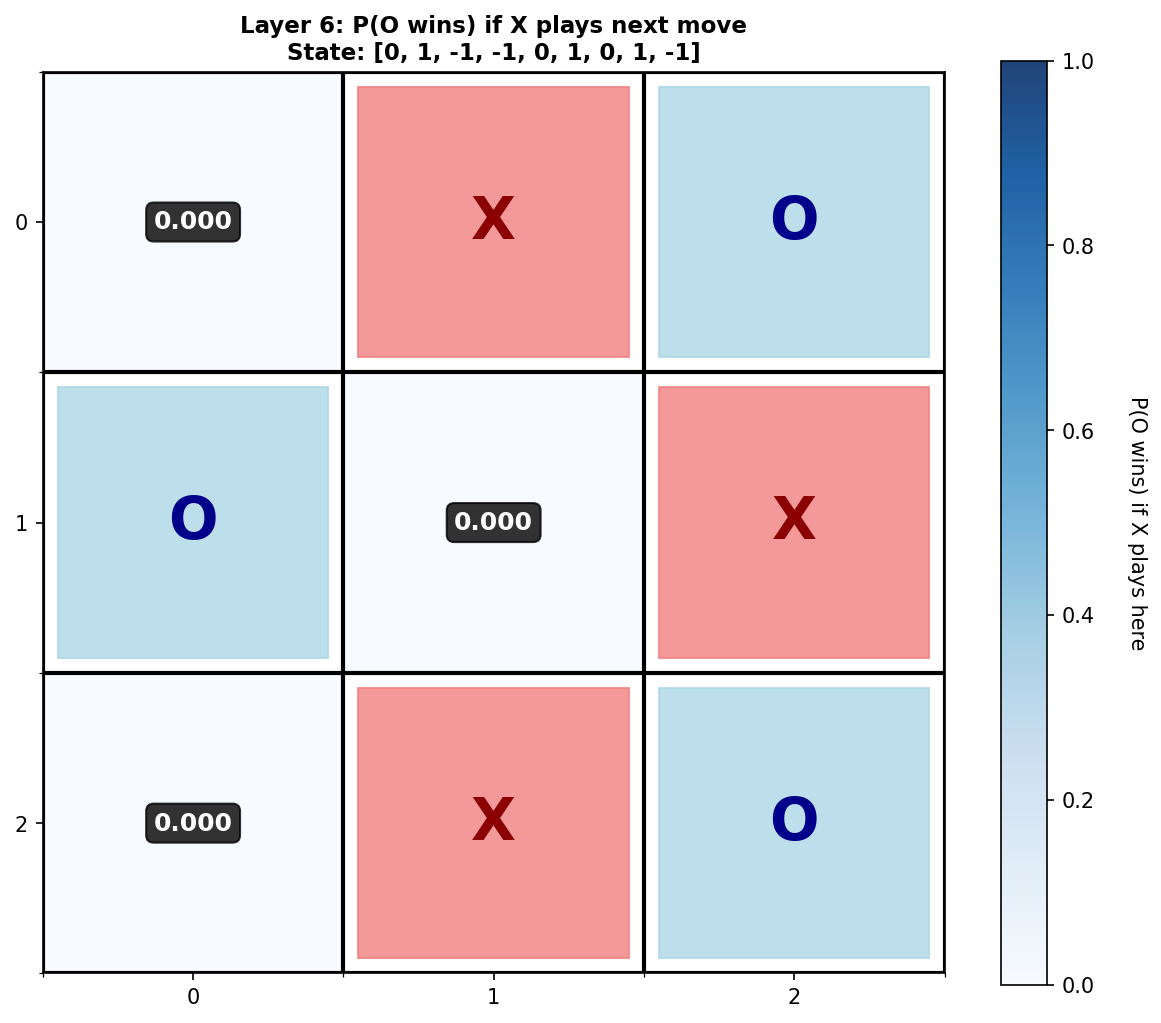 Layer 6: P(O wins) if X plays next move
State: [0, 1, -1, -1, 0, 1, 0, 1, -1]
0
0.000
X
O
1
O
0.000
X
2
0.000
X
O
0
1
2
1.0
0.8
0.6
0.4
0.2
0.0
P(O wins) if X plays here